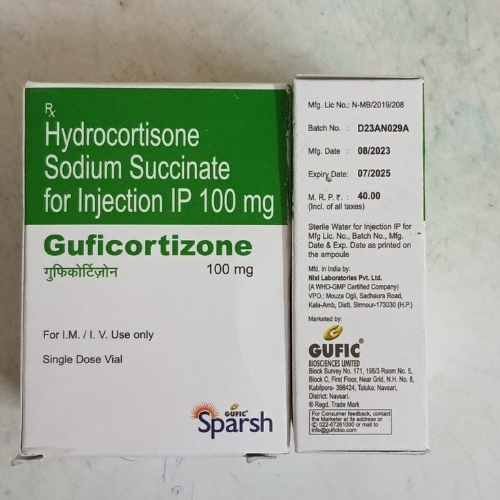 Rx
Hydrocortisone
Sodium Succinate
for Injection IP 100 mg
Guficortizone
गुफिकोर्टिज़ोन
100 mg
For I.M. / I. V. Use only
Single Dose Vial
GUFIC
Sparsh
Mfg. Lic No.: N-MB/2019/208
Batch No. : D23AN029A
Mfg. Date : 08/2023
Expiry Date: 07/2025
M. R. P. ₹. : 40.00
(Incl. of all taxes)
Sterile Water for Injection IP for
Mfg Lic. No., Batch No., Mfg.
Date & Exp. Date as printed on
the ampoule
Mfd. in India by:
Nixi Laboratories Pvt. Ltd.
(A WHO-GMP Certified Company)
VPO.: Mouza Ogli, Sadhaura Road,
Kala-Amb, Distt. Sirmour-173030 (H.P.)
Marketed by:
GUFIC
BIOSCIENCES LIMITED
Block Survey No. 171, 195/3 Room No. 5,
Block C, First Floor, Near Grid, N.H. No. 8,
Kabilpore- 396424, Taluka: Navsari,
District: Navsari.
® Regd. Trade Mark
For Consumer feedback, contact
the Marketer at its address or
✆ 022-67261000 or mail to
info@guficbio.com